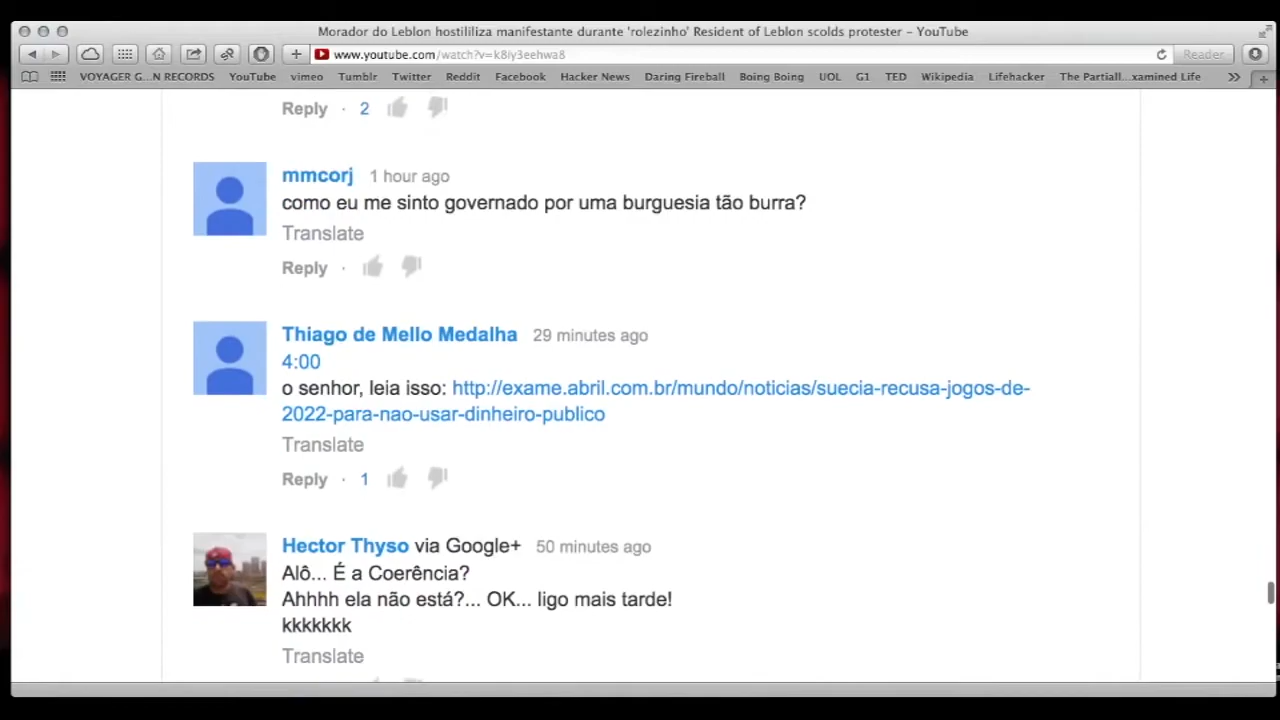 Morador do Leblon hostililiza manifestante durante 'rolezinho' Resident of Leblon scolds protester – YouTube
www.youtube.com/watch?v=k8iy3eehwa8
Reader
VOYAGER G...N RECORDS YouTube vimeo Tumblr Twitter Reddit Facebook Hacker News Daring Fireball Boing Boing UOL G1 TED Wikipedia Lifehacker The Partiall...xamined Life
Reply · 2
mmcorj 1 hour ago
como eu me sinto governado por uma burguesia tão burra?
Translate
Reply ·
Thiago de Mello Medalha 29 minutes ago
4:00
o senhor, leia isso: http://exame.abril.com.br/mundo/noticias/suecia-recusa-jogos-de-
2022-para-nao-usar-dinheiro-publico
Translate
Reply · 1
Hector Thyso via Google+ 50 minutes ago
Alô... É a Coerência?
Ahhhh ela não está?... OK... ligo mais tarde!
kkkkkkk
Translate